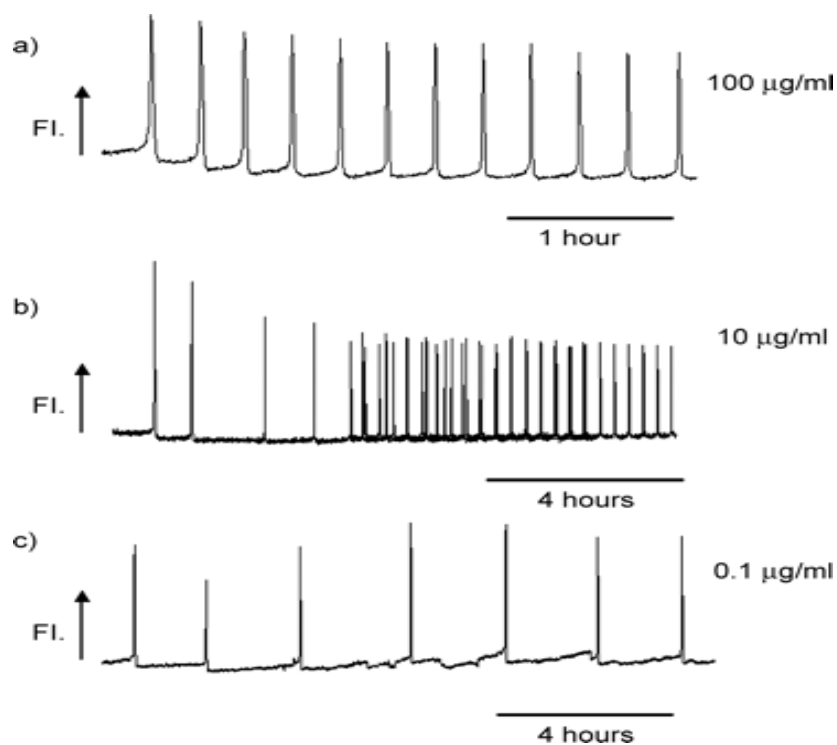 a)
100 μg/ml
Fl.
1 hour
b)
10 μg/ml
Fl.
4 hours
c)
0.1 μg/ml
Fl.
4 hours